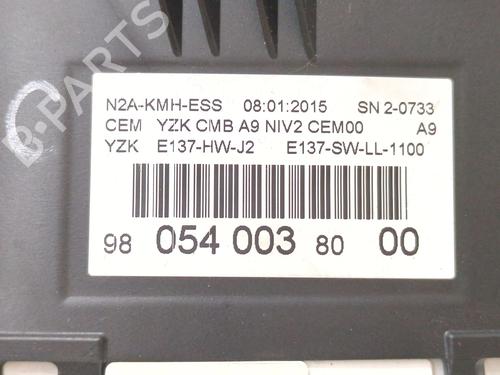 B-PARTS
N2A-KMH-ESS 08:01:2015 SN 2-0733
CEM YZK CMB A9 NIV2 CEM00 A9
YZK E137-HW-J2 E137-SW-LL-1100
98 054 003 80 00